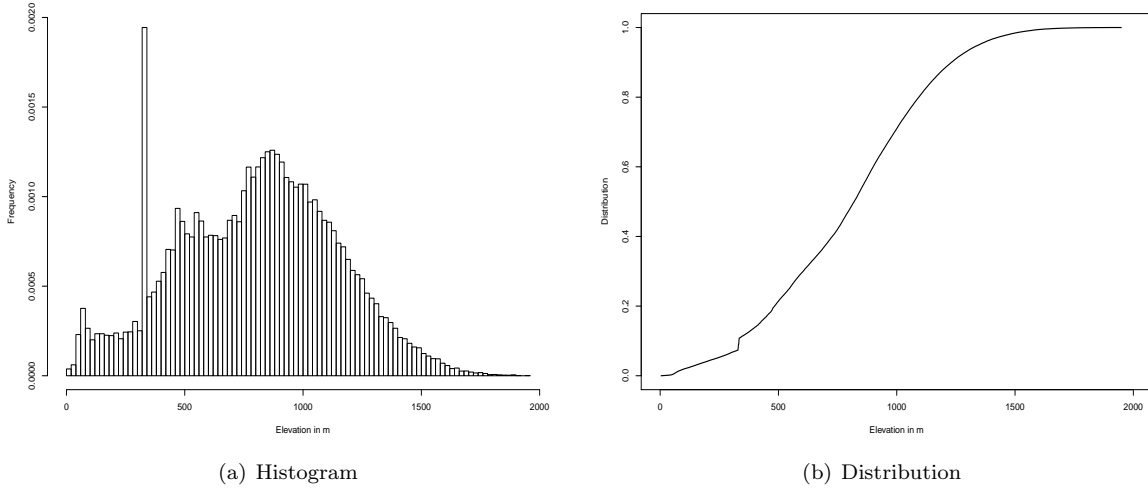 0.0020
0.0015
0.0010
0.0005
0.0000
Frequency
0 500 1000 1500 2000
Elevation in m
(a) Histogram
1.0
0.8
0.6
0.4
0.2
0.0
Distribution
0 500 1000 1500 2000
Elevation in m
(b) Distribution